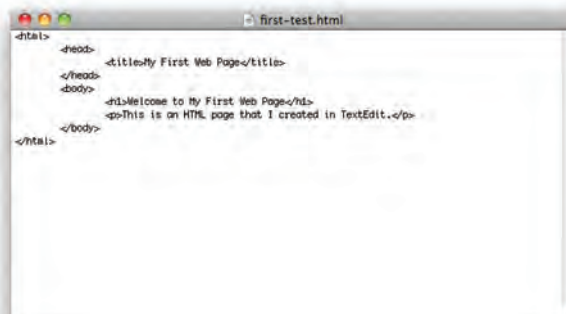 first-test.html
<html>
<head>
<title>My First Web Page</title>
</head>
<body>
<h1>Welcome to My First Web Page</h1>
<p>This is an HTML page that I created in TextEdit.</p>
</body>
</html>